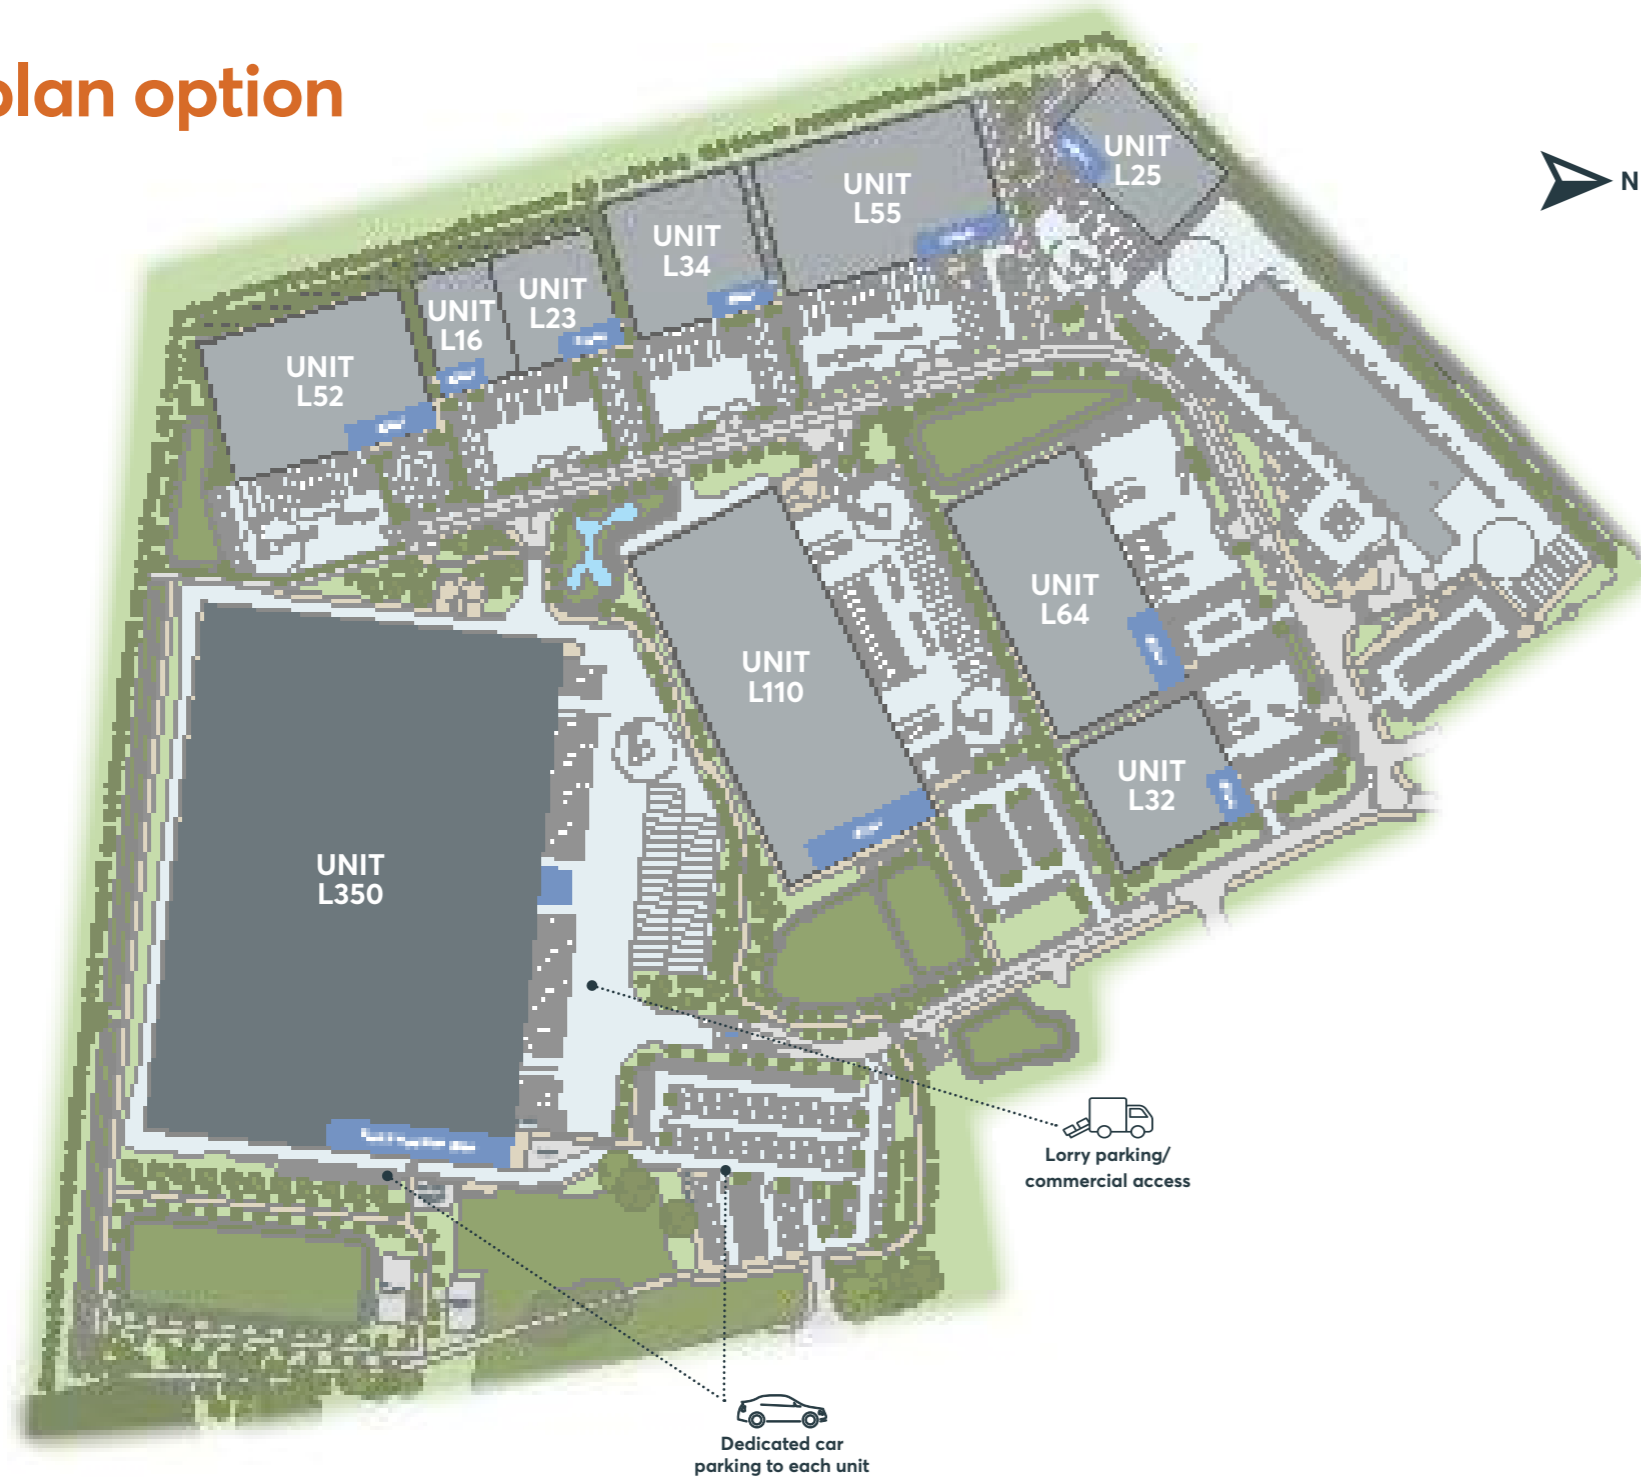 plan option
UNIT
L25
N
UNIT
L55
UNIT
L34
UNIT
L23
UNIT
L16
UNIT
L52
UNIT
L64
UNIT
L110
UNIT
L32
UNIT
L350
Lorry parking/
commercial access
Dedicated car
parking to each unit